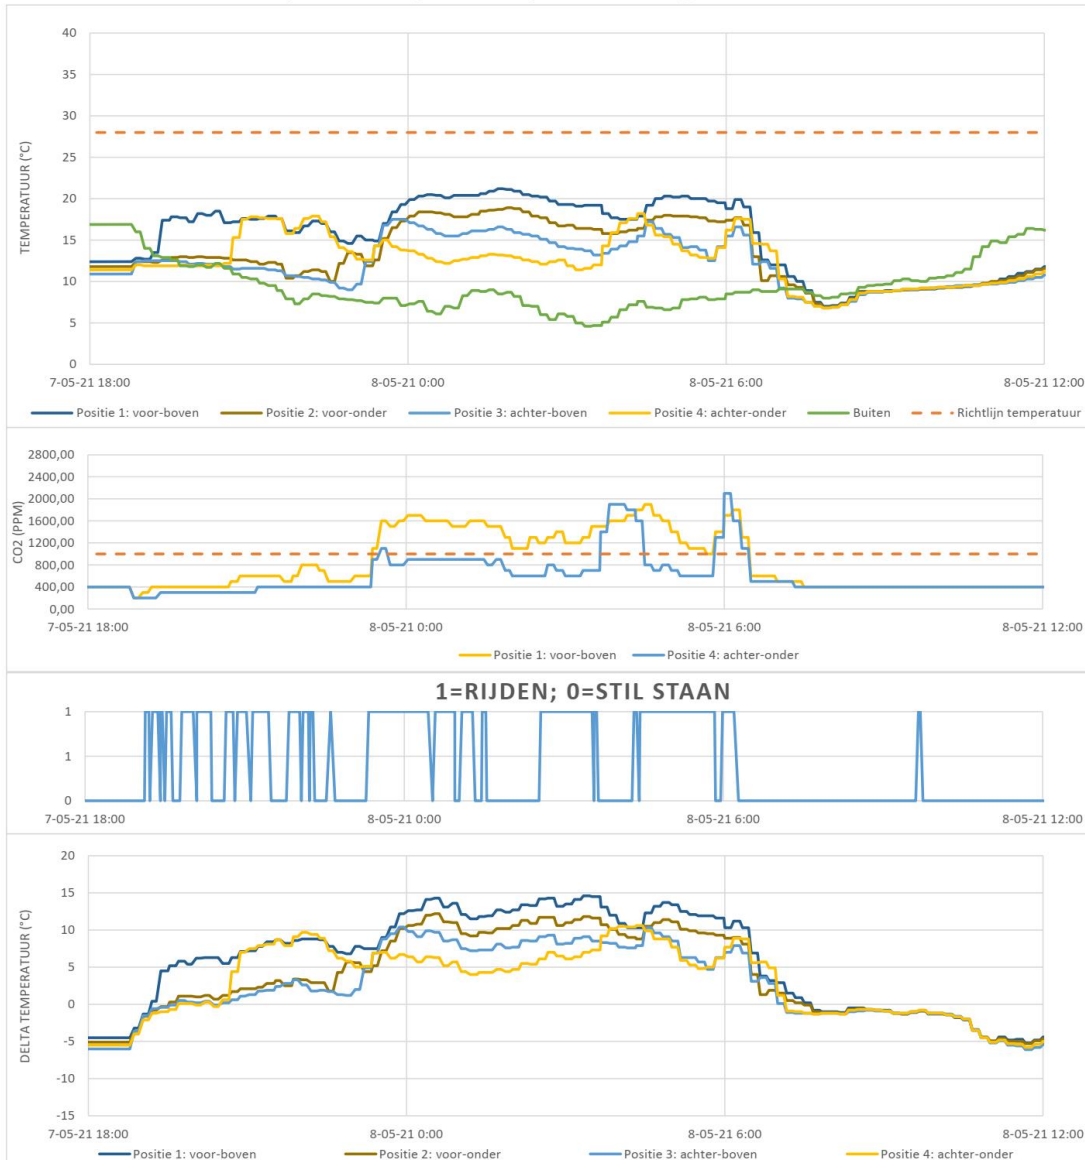 40
35
30
25
20
15
10
5
0
TEMPERATUUR (°C)
7-05-21 18:00 8-05-21 0:00 8-05-21 6:00 8-05-21 12:00
Positie 1: voor-boven Positie 2: voor-onder Positie 3: achter-boven Positie 4: achter-onder Buiten Richtlijn temperatuur
2800,00
2400,00
2000,00
1600,00
1200,00
800,00
400,00
0,00
CO2 (PPM)
7-05-21 18:00 8-05-21 0:00 8-05-21 6:00 8-05-21 12:00
Positie 1: voor-boven Positie 4: achter-onder
1=RIJDEN; 0=STIL STAAN
1
1
0
7-05-21 18:00 8-05-21 0:00 8-05-21 6:00 8-05-21 12:00
20
15
10
5
0
-5
-10
-15
DELTA TEMPERATUUR (°C)
7-05-21 18:00 8-05-21 0:00 8-05-21 6:00 8-05-21 12:00
Positie 1: voor-boven Positie 2: voor-onder Positie 3: achter-boven Positie 4: achter-onder